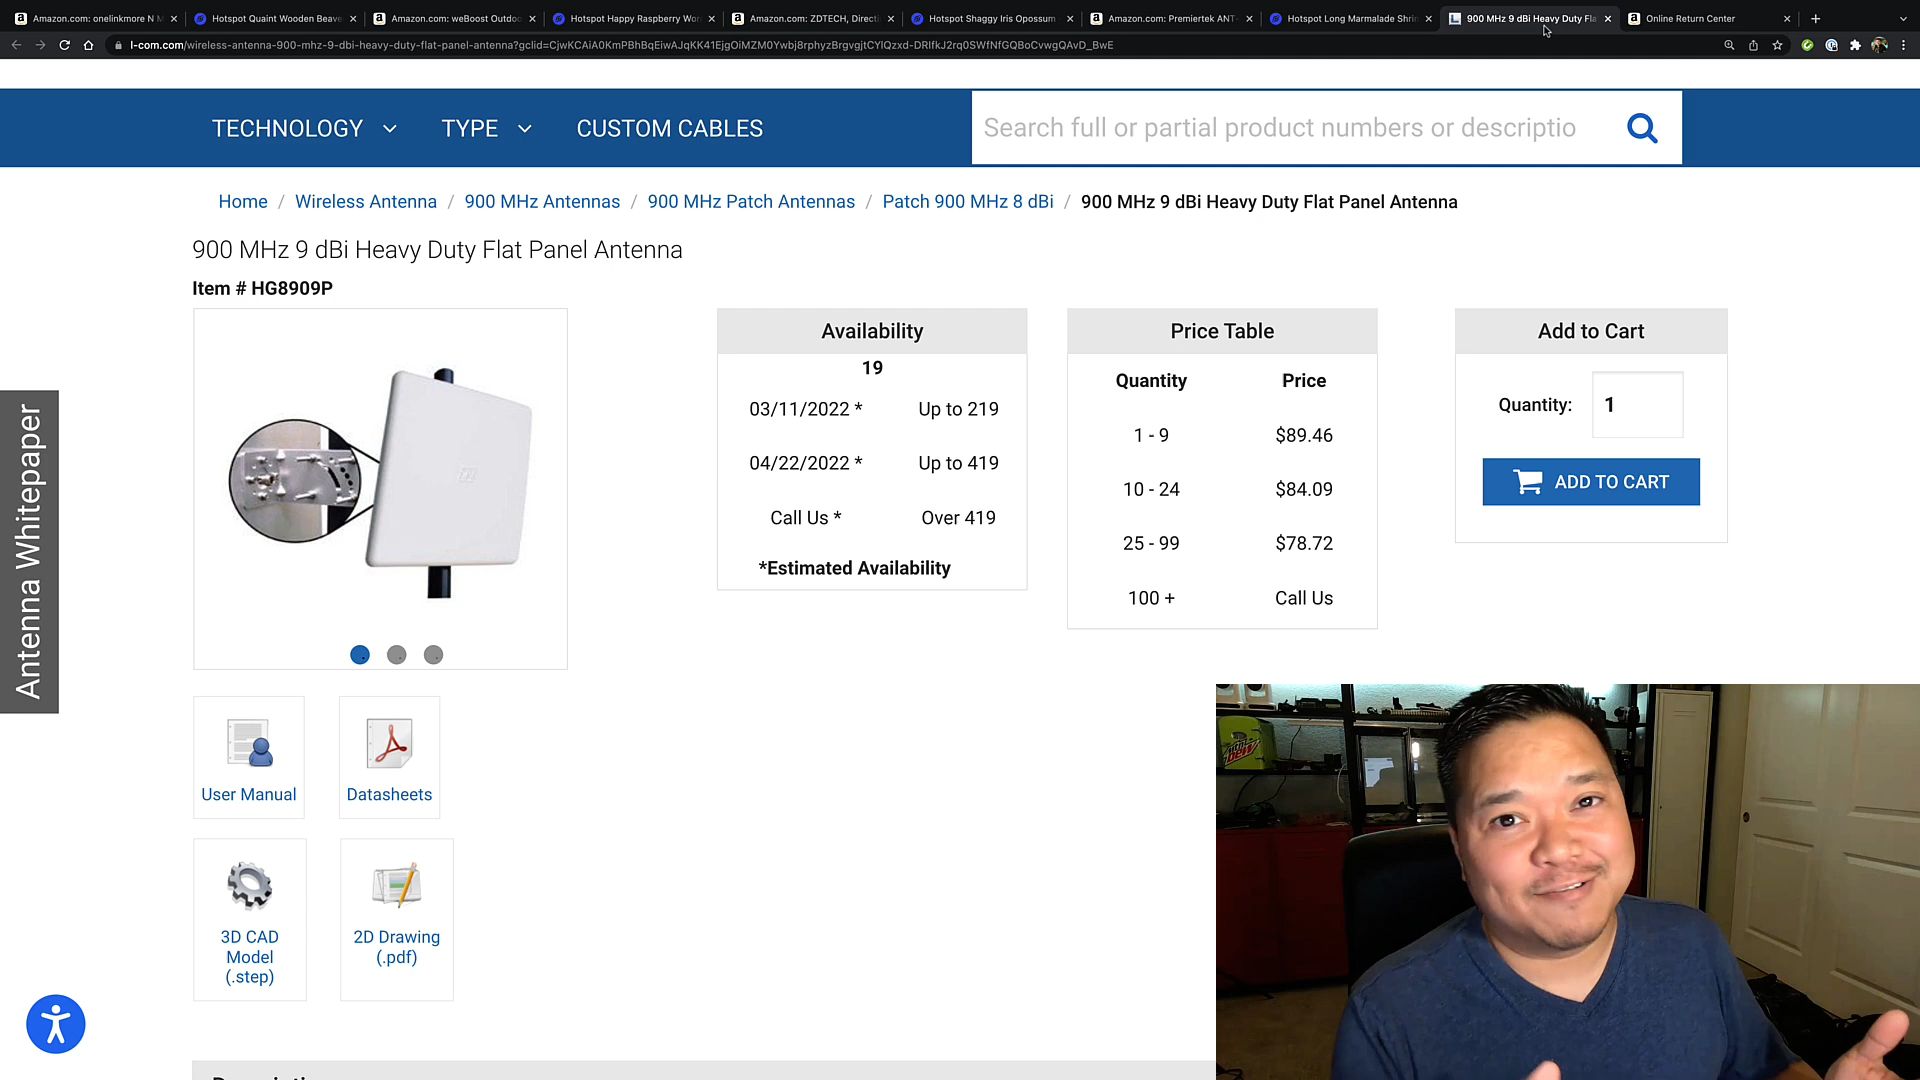 Amazon.com: onelinkmore N M
Hotspot Quaint Wooden Beave
Amazon.com: weBoost Outdoo
Hotspot Happy Raspberry Wor
Amazon.com: ZDTECH, Directi
Hotspot Shaggy Iris Opossum
Amazon.com: Premiertek ANT-
Hotspot Long Marmalade Shri
900 MHz 9 dBi Heavy Duty Fla
Online Return Center
l-com.com/wireless-antenna-900-mhz-9-dbi-heavy-duty-flat-panel-antenna?gclid=CjwKCAiA0KmPBhBqEiwAJqKK41EjgOiMZM0Ywbj8rphyzBrgvgjtCYlQzxd-DRIfkJ2rq0SWfNfGQBoCvwgQAvD_BwE
TECHNOLOGY
TYPE
CUSTOM CABLES
Search full or partial product numbers or descriptio
Home / Wireless Antenna / 900 MHz Antennas / 900 MHz Patch Antennas / Patch 900 MHz 8 dBi / 900 MHz 9 dBi Heavy Duty Flat Panel Antenna
900 MHz 9 dBi Heavy Duty Flat Panel Antenna
Item # HG8909P
Antenna Whitepaper
Availability
19
03/11/2022 * Up to 219
04/22/2022 * Up to 419
Call Us * Over 419
*Estimated Availability
Price Table
Quantity Price
1 - 9 $89.46
10 - 24 $84.09
25 - 99 $78.72
100 + Call Us
Add to Cart
Quantity: 1
ADD TO CART
User Manual
Datasheets
3D CAD
Model
(.step)
2D Drawing
(.pdf)